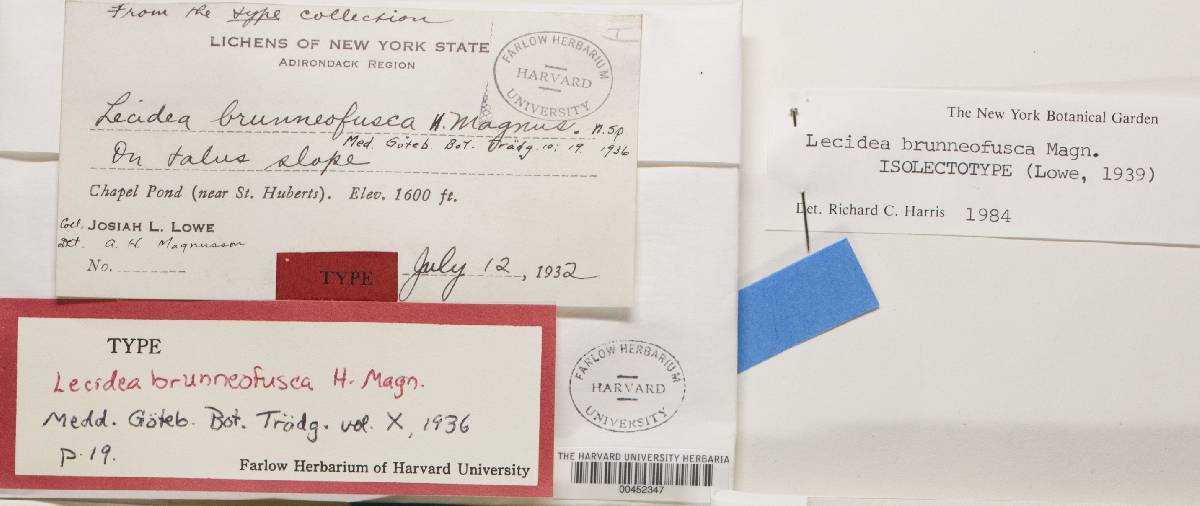 From the type collection
I
LICHENS OF NEW YORK STATE
ADIRONDACK REGION
FARLOW HERBARIUM
HARVARD
UNIVERSITY
Lecidea brunneofusca H. Magnus. n.sp
Med. Göteb. Bot. Trädg. 10: 19. 1936
On talus slope
Chapel Pond (near St. Huberts). Elev. 1600 ft.
Col. JOSIAH L. LOWE
Det. A. H. Magnusson
No.
TYPE
July 12, 1932
TYPE
Lecidea brunneofusca H. Magn.
Medd. Göteb. Bot. Trädg. vol. X, 1936
p. 19.
Farlow Herbarium of Harvard University
FARLOW HERBARIUM
HARVARD
UNIVERSITY
THE HARVARD UNIVERSITY HERBARIA
00452347
The New York Botanical Garden
Lecidea brunneofusca Magn.
ISOLECTOTYPE (Lowe, 1939)
Det. Richard C. Harris 1984